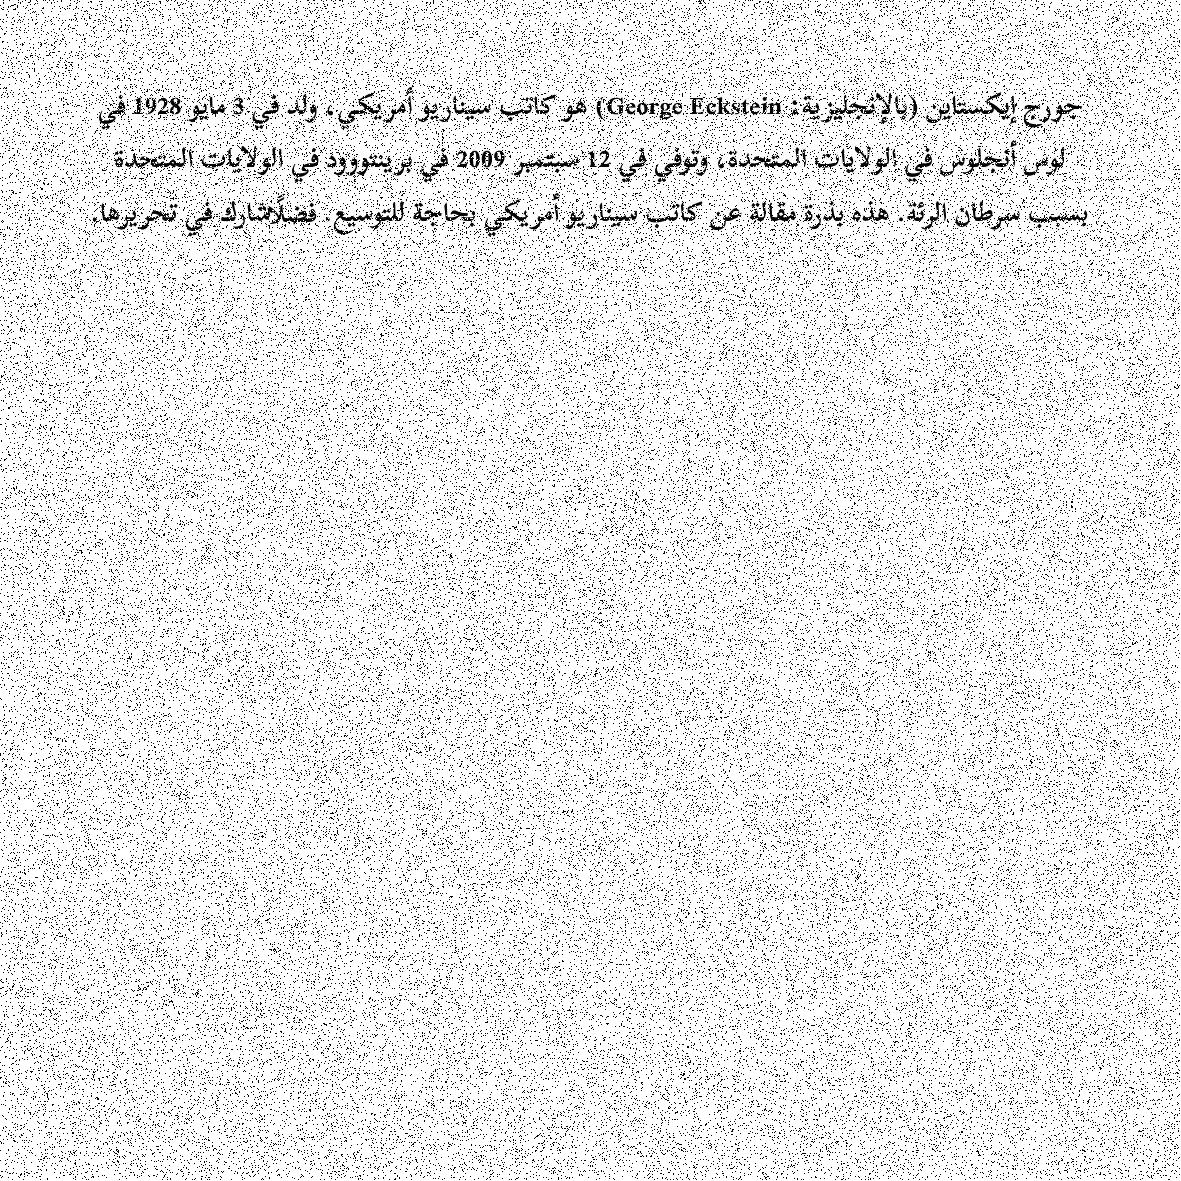 جورج إيكستاين (بالإنجليزية: George Eckstein) هو كاتب سيناريو أمريكي، ولد في 3 مايو 1928 في
لوس أنجلوس في الولايات المتحدة، وتوفي في 12 سبتمبر 2009 في برينتووود في الولايات المتحدة
بسبب سرطان الرئة. هذه بذرة مقالة عن كاتب سيناريو أمريكي بحاجة للتوسيع. فضلًا شارك في تحريرها.